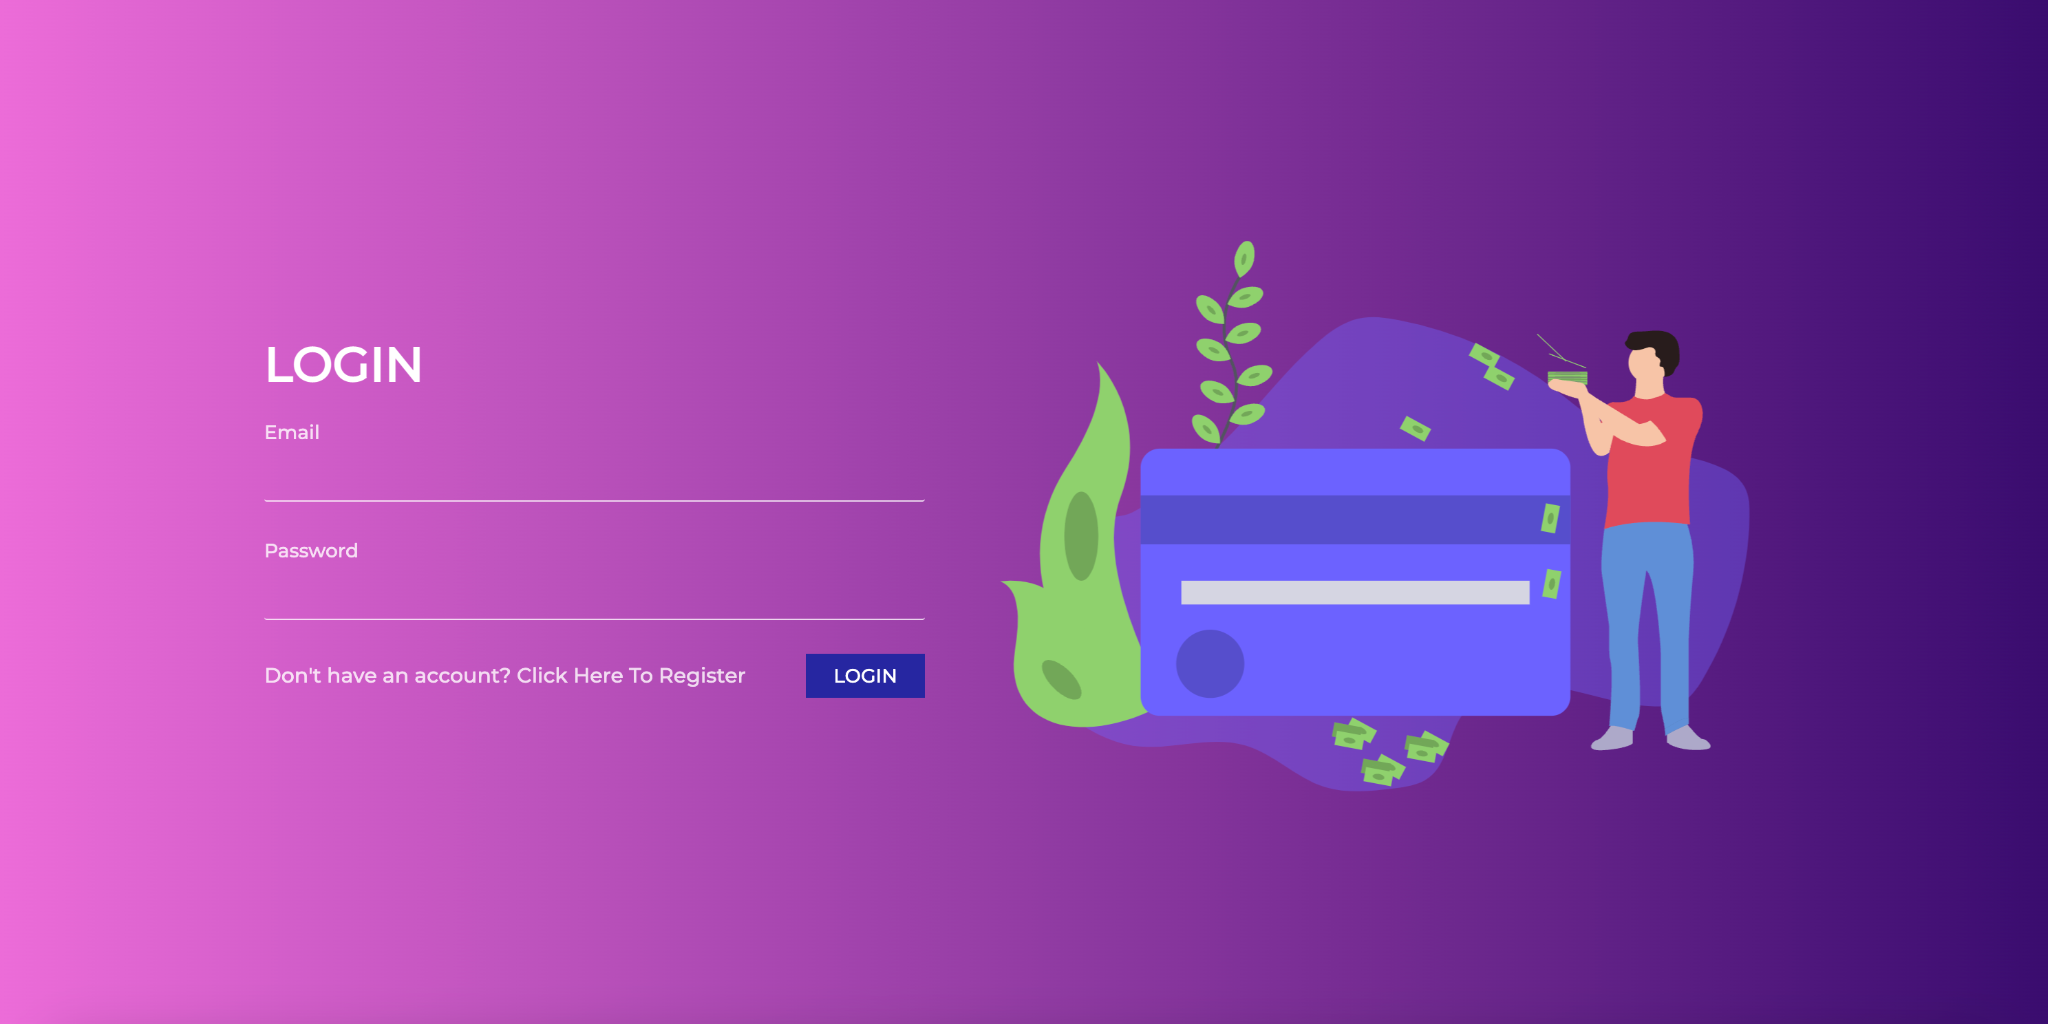 LOGIN
Email
Password
Don't have an account? Click Here To Register
LOGIN